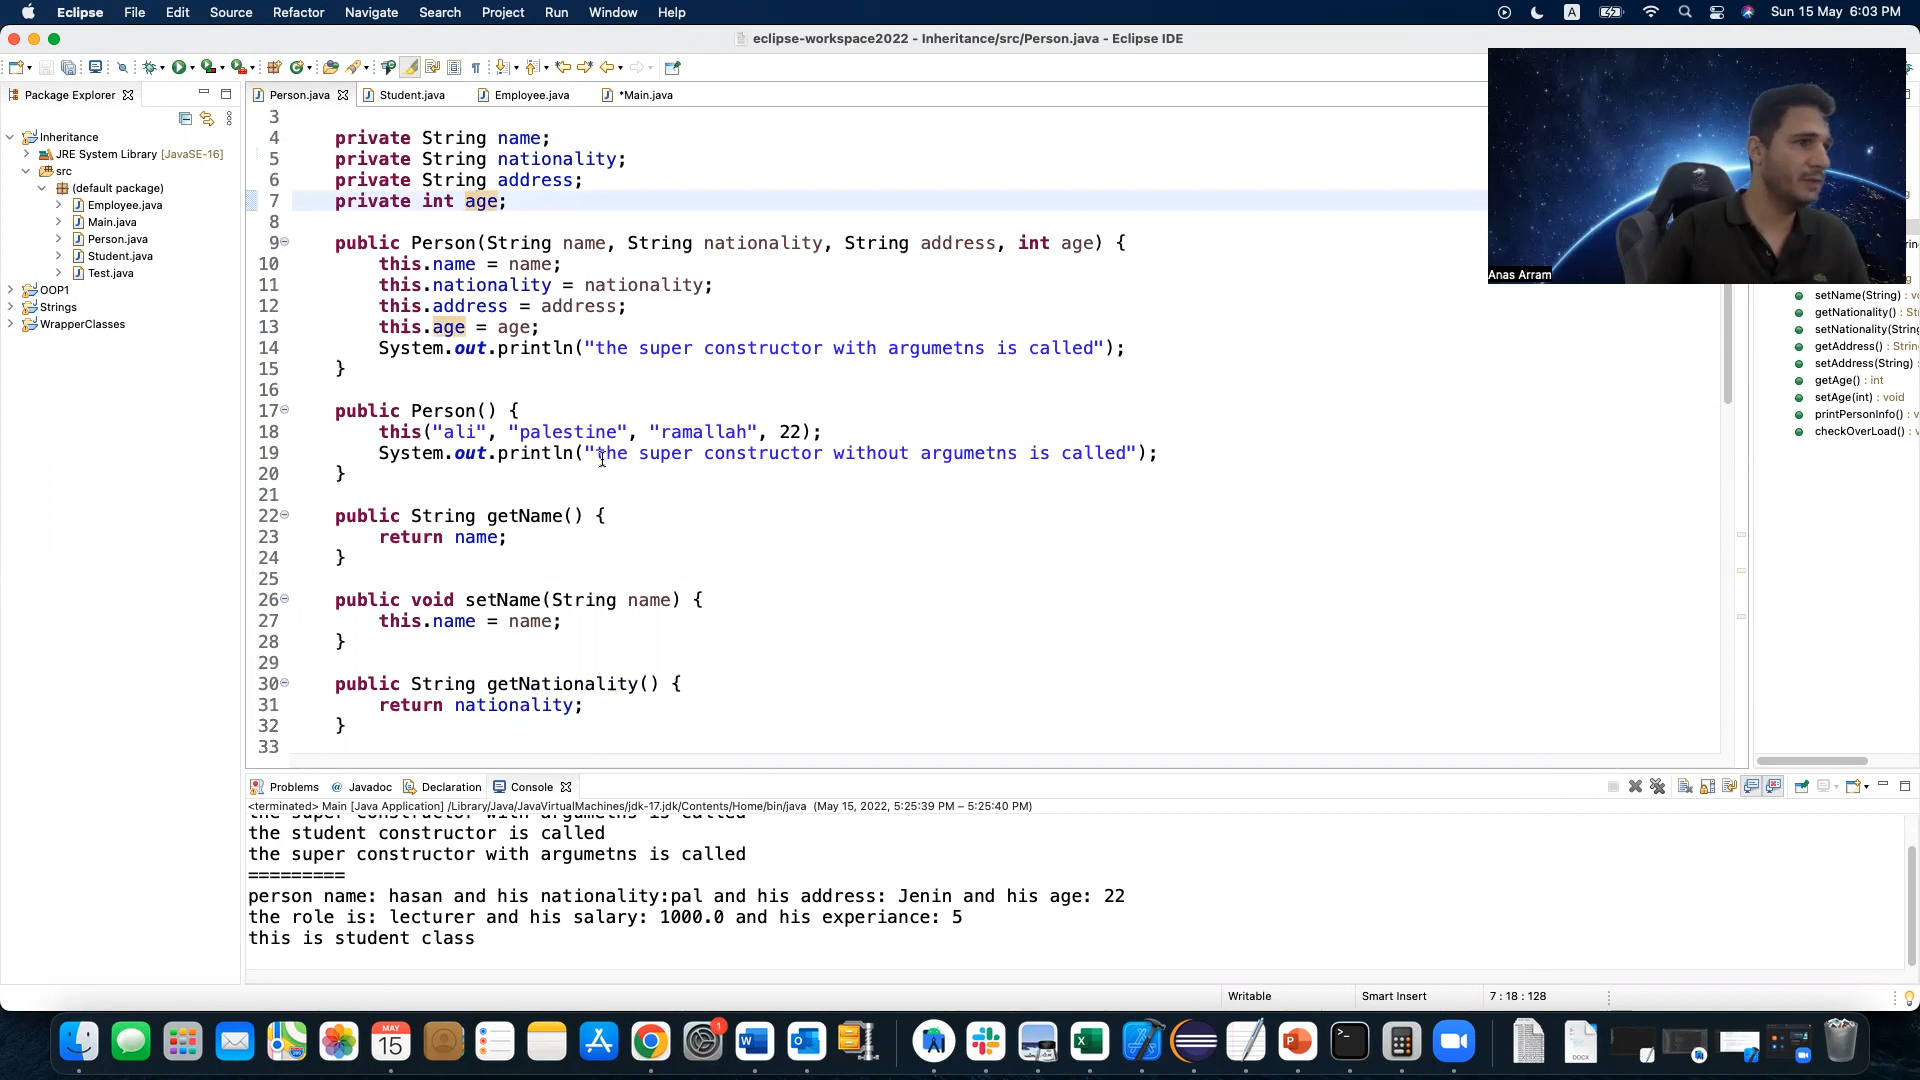 Eclipse File Edit Source Refactor Navigate Search Project Run Window Help
A
Sun 15 May 6:03 PM
eclipse-workspace2022 - Inheritance/src/Person.java - Eclipse IDE
Package Explorer
Person.java Student.java Employee.java *Main.java
Inheritance
JRE System Library [JavaSE-16]
src
(default package)
Employee.java
Main.java
Person.java
Student.java
Test.java
OOP1
Strings
WrapperClasses
3
4 private String name;
5 private String nationality;
6 private String address;
7 private int age;
8
9 public Person(String name, String nationality, String address, int age) {
10 this.name = name;
11 this.nationality = nationality;
12 this.address = address;
13 this.age = age;
14 System.out.println("the super constructor with argumetns is called");
15 }
16
17 public Person() {
18 this("ali", "palestine", "ramallah", 22);
19 System.out.println("the super constructor without argumetns is called");
20 }
21
22 public String getName() {
23 return name;
24 }
25
26 public void setName(String name) {
27 this.name = name;
28 }
29
30 public String getNationality() {
31 return nationality;
32 }
33
Anas Arram
setName(String) : v
getNationality() : St
setNationality(String
getAddress() : String
setAddress(String)
getAge() : int
setAge(int) : void
printPersonInfo() : v
checkOverLoad() :
Problems @ Javadoc Declaration Console
<terminated> Main [Java Application] /Library/Java/JavaVirtualMachines/jdk-17.jdk/Contents/Home/bin/java (May 15, 2022, 5:25:39 PM – 5:25:40 PM)
the super constructor with argumetns is called
the student constructor is called
the super constructor with argumetns is called
=========
person name: hasan and his nationality:pal and his address: Jenin and his age: 22
the role is: lecturer and his salary: 1000.0 and his experiance: 5
this is student class
Writable Smart Insert 7 : 18 : 128
MAY
15
1
DOCX